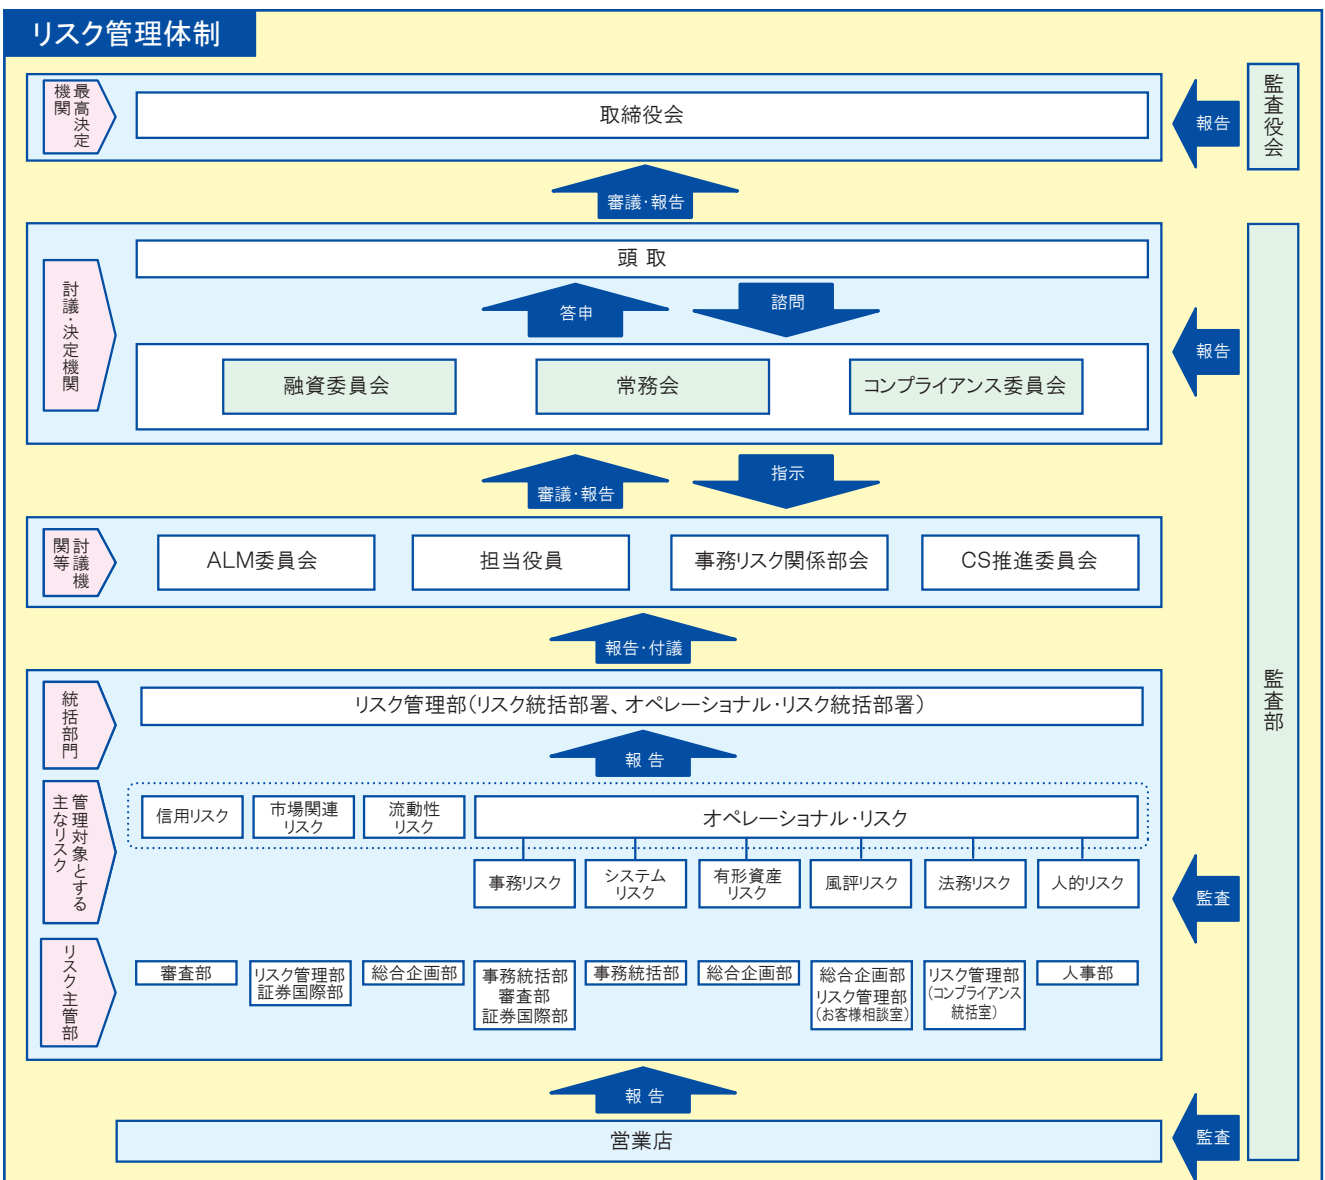 リスク管理体制
最高決定
機関
取締役会
報告
監査役会
審議・報告
討議・決定機関
頭 取
答申
諮問
融資委員会
常務会
コンプライアンス委員会
報告
審議・報告
指示
討議機
関等
ALM委員会
担当役員
事務リスク関係部会
CS推進委員会
報告・付議
監査部
統括部門
リスク管理部(リスク統括部署、オペレーショナル・リスク統括部署)
報 告
管理対象とする
主なリスク
信用リスク
市場関連
リスク
流動性
リスク
オペレーショナル・リスク
事務リスク
システム
リスク
有形資産
リスク
風評リスク
法務リスク
人的リスク
監査
リスク主管部
審査部
リスク管理部
証券国際部
総合企画部
事務統括部
審査部
証券国際部
事務統括部
総合企画部
総合企画部
リスク管理部
(お客様相談室)
リスク管理部
(コンプライアンス
統括室)
人事部
報 告
営業店
監査